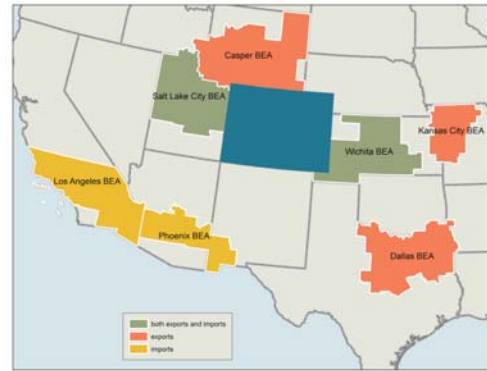 Casper BEA
Salt Lake City BEA
Kansas City BEA
Wichita BEA
Los Angeles BEA
Phoenix BEA
Dallas BEA
both exports and imports
exports
imports